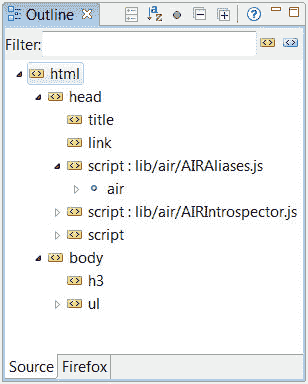 Outline
Filter:
html
head
title
link
script : lib/air/AIRAliases.js
air
script : lib/air/AIRIntrospector.js
script
body
h3
ul
Source Firefox